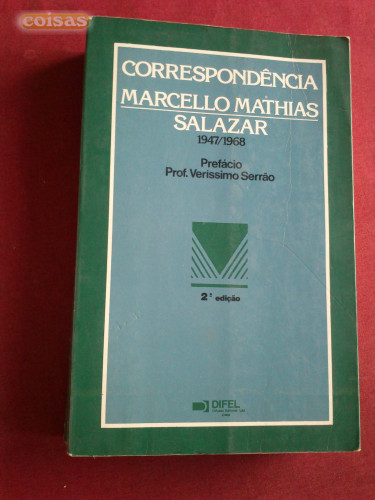 coisas
CORRESPONDÊNCIA
MARCELLO MATHIAS
SALAZAR
1947/1968
Prefácio
Prof. Veríssimo Serrão
2ª edição
DIFEL